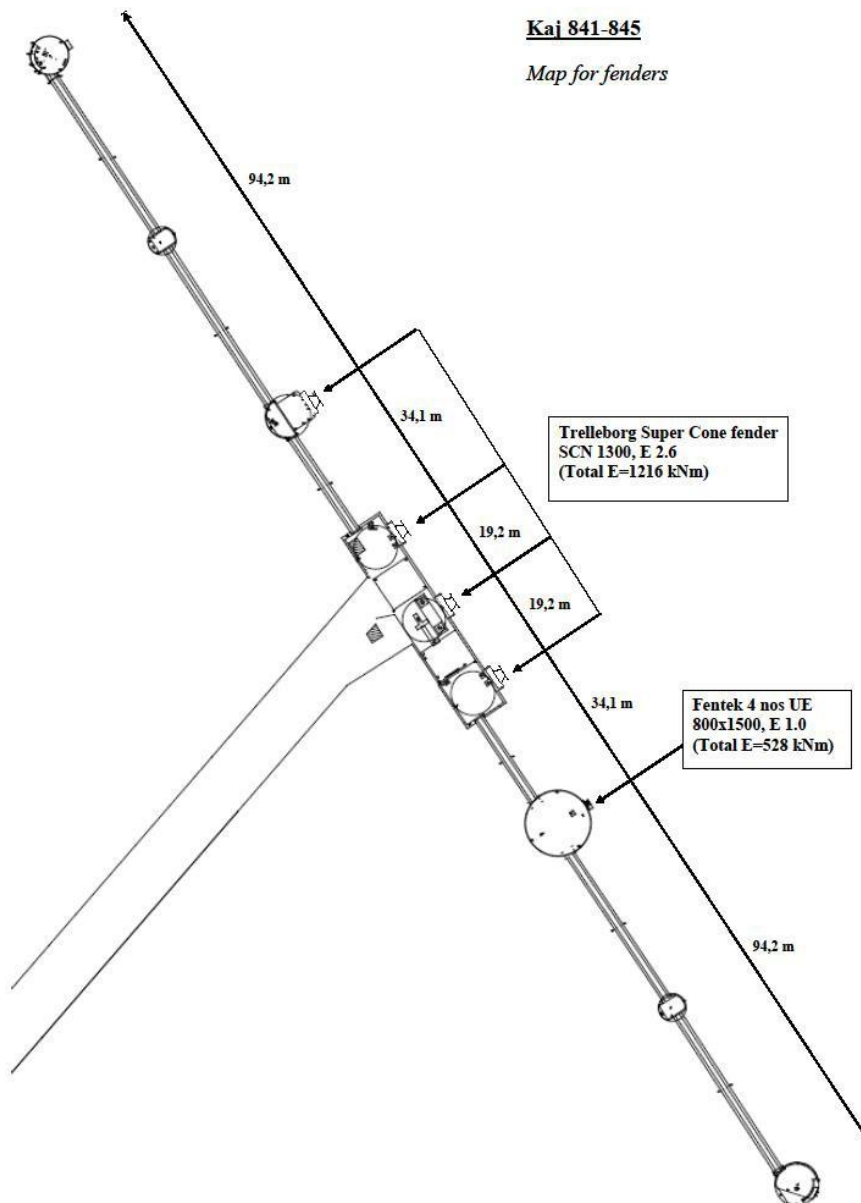 Kaj 841-845
Map for fenders
94,2 m
34,1 m
Trelleborg Super Cone fender
SCN 1300, E 2.6
(Total E=1216 kNm)
19,2 m
19,2 m
34,1 m
Fentek 4 nos UE
800x1500, E 1.0
(Total E=528 kNm)
94,2 m